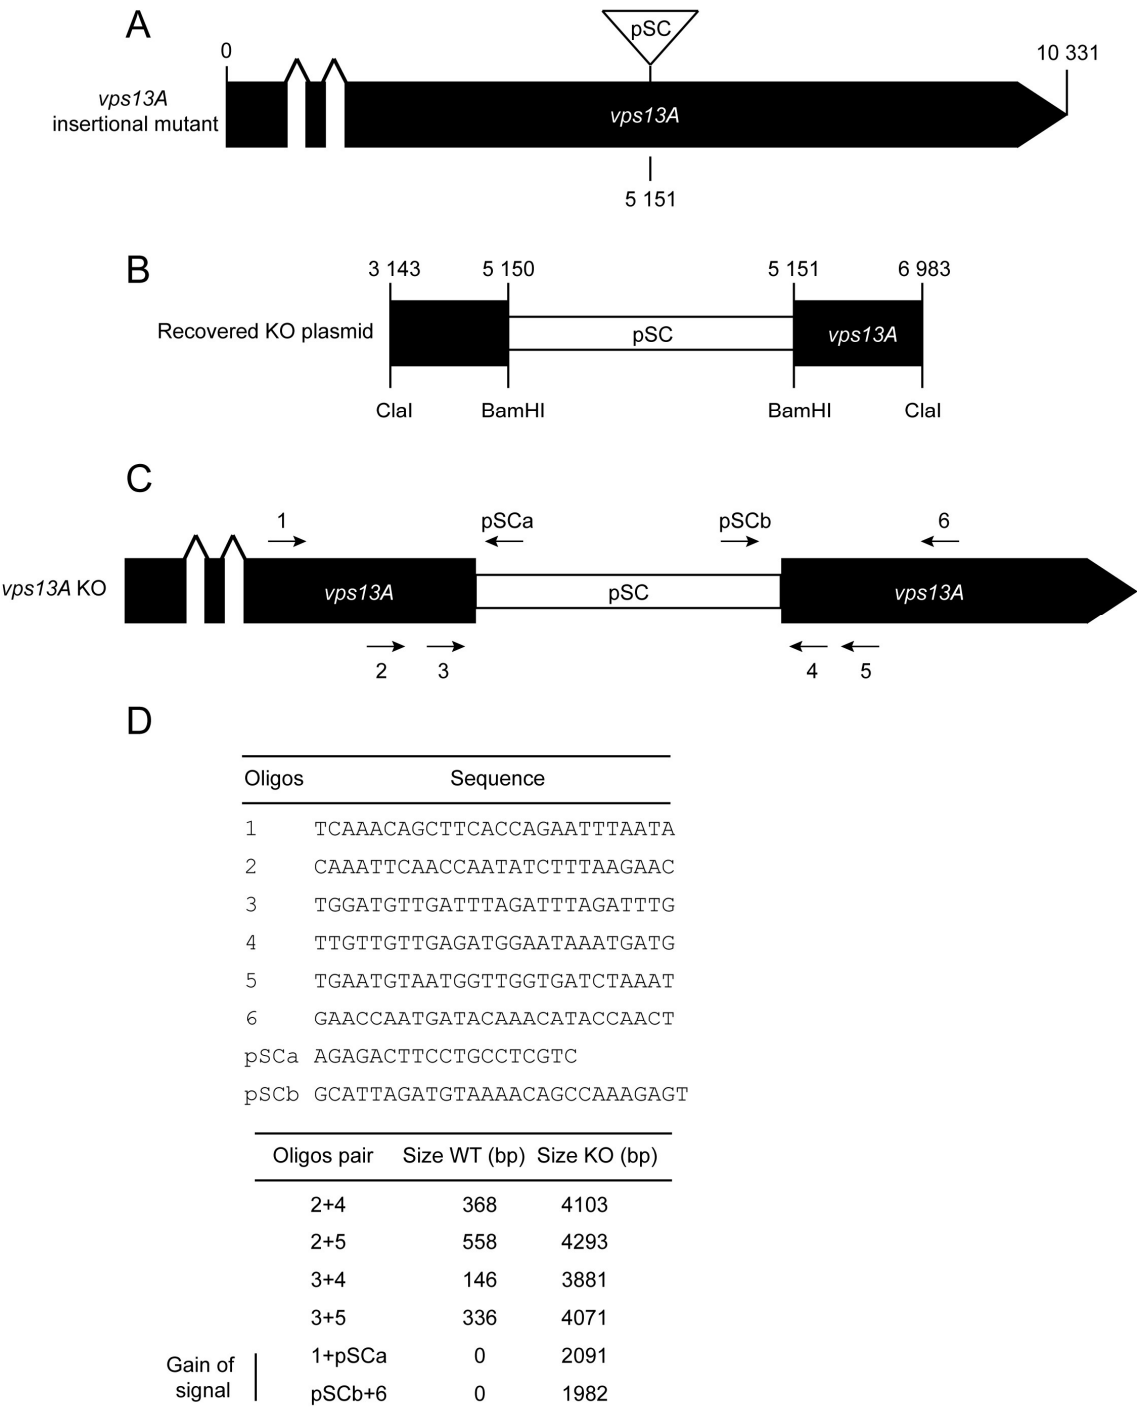 A
pSC
0
10 331
vps13A
insertional mutant
vps13A
5 151
B
3 143 5 150 5 151 6 983
Recovered KO plasmid
pSC
vps13A
ClaI BamHI BamHI ClaI
C
1 pSCa pSCb 6
vps13A KO
vps13A
pSC
vps13A
2 3 4 5
D
Oligos Sequence
1 TCAAACAGCTTCACCAGAATTTAATA
2 CAAATTCAACCAATATCTTTAAGAAC
3 TGGATGTTGATTTAGATTTAGATTTG
4 TTGTTGTTGAGATGGAATAAATGATG
5 TGAATGTAATGGTTGGTGATCTAAAT
6 GAACCAATGATACAAACATACCAACT
pSCa AGAGACTTCCTGCCTCGTC
pSCb GCATTAGATGTAAAACAGCCAAAGAGT
Oligos pair Size WT (bp) Size KO (bp)
2+4 368 4103
2+5 558 4293
3+4 146 3881
3+5 336 4071
Gain of
signal
1+pSCa 0 2091
pSCb+6 0 1982